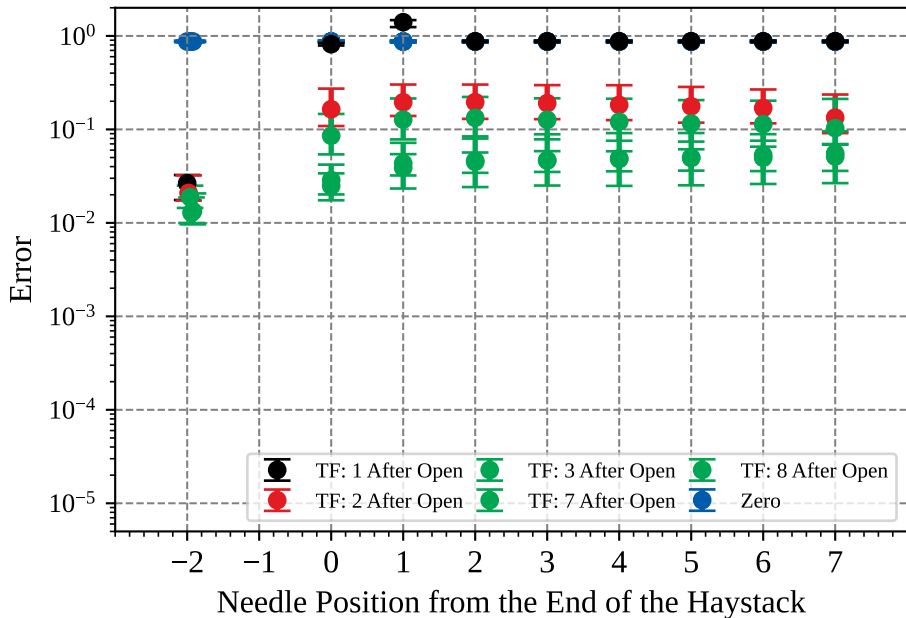 Error
10⁰
10⁻¹
10⁻²
10⁻³
10⁻⁴
10⁻⁵
TF: 1 After Open
TF: 2 After Open
TF: 3 After Open
TF: 7 After Open
TF: 8 After Open
Zero
−2 −1 0 1 2 3 4 5 6 7
Needle Position from the End of the Haystack